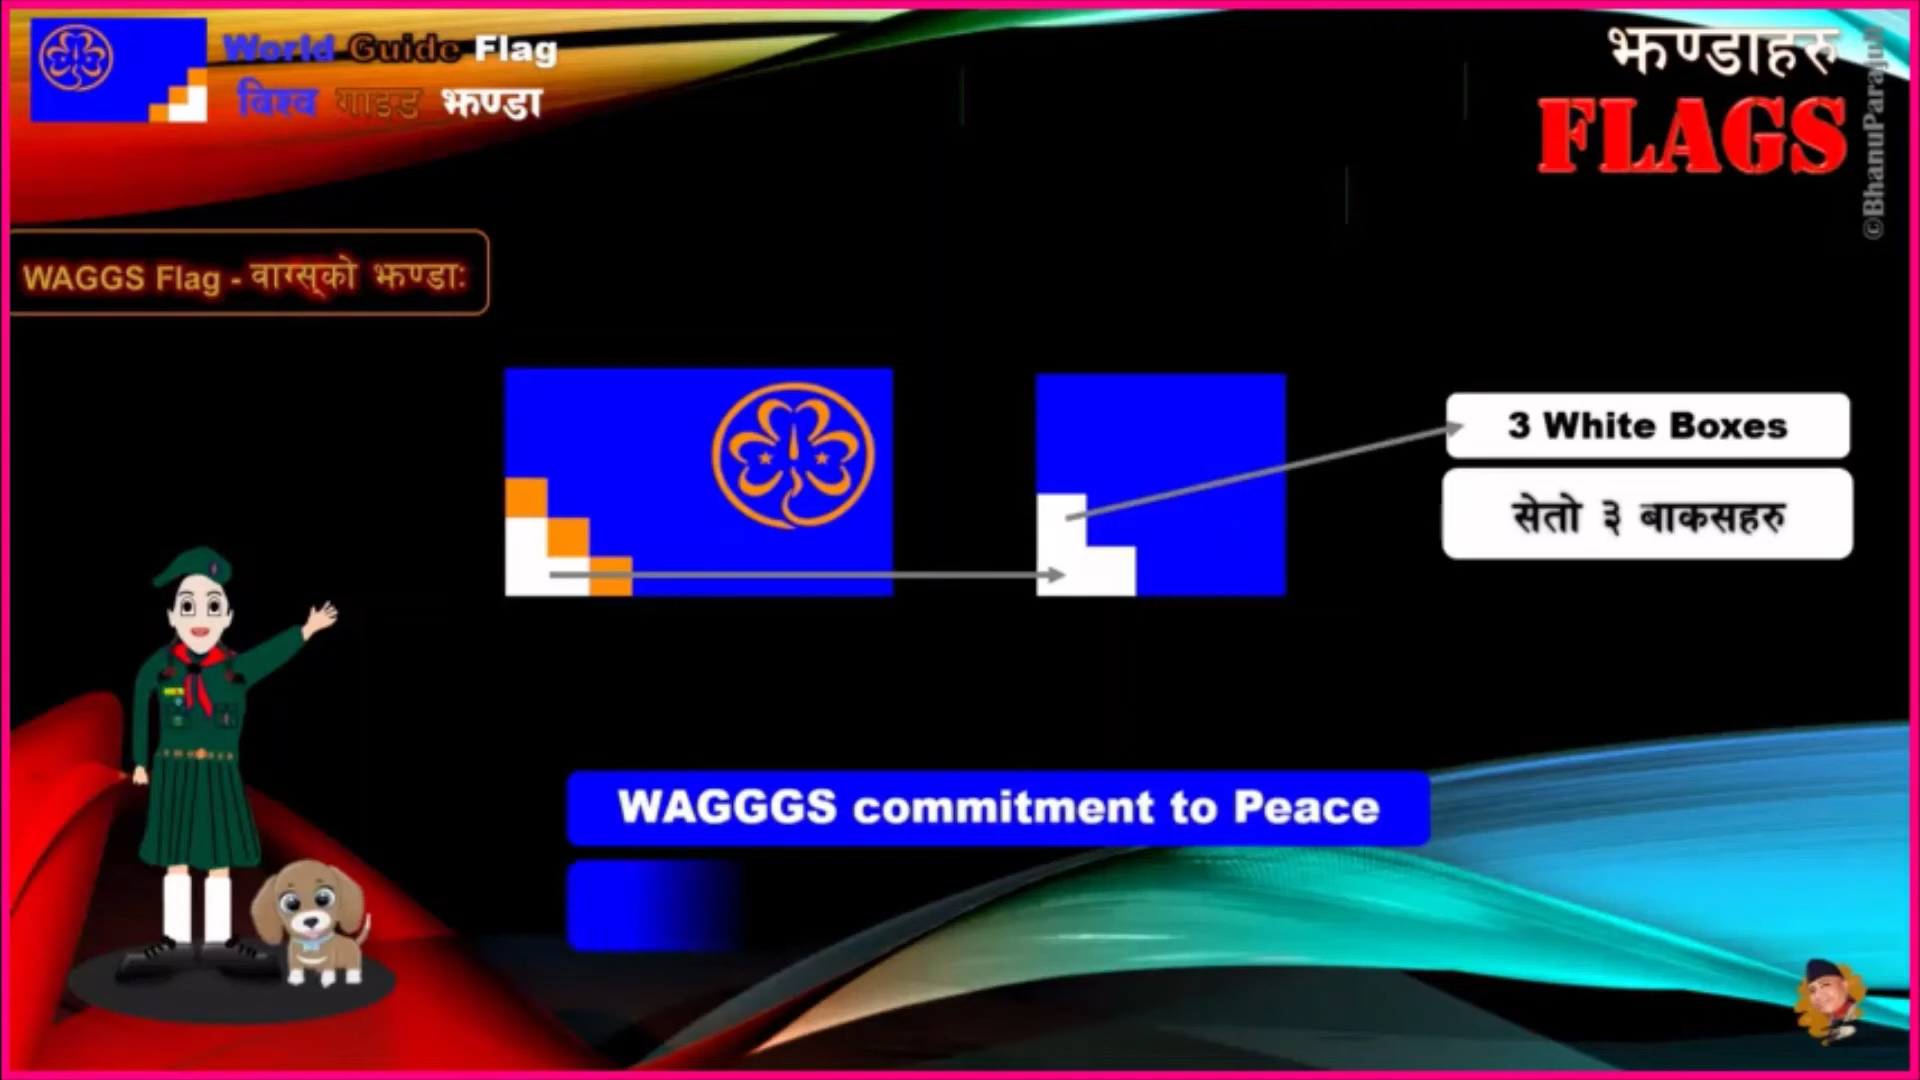 World Guide Flag
विश्व गाइड झण्डा
झण्डाहरु
FLAGS
©BhanuParajuli
WAGGS Flag - वाग्स्को झण्डाः
3 White Boxes
सेतो ३ बाकसहरु
WAGGGS commitment to Peace